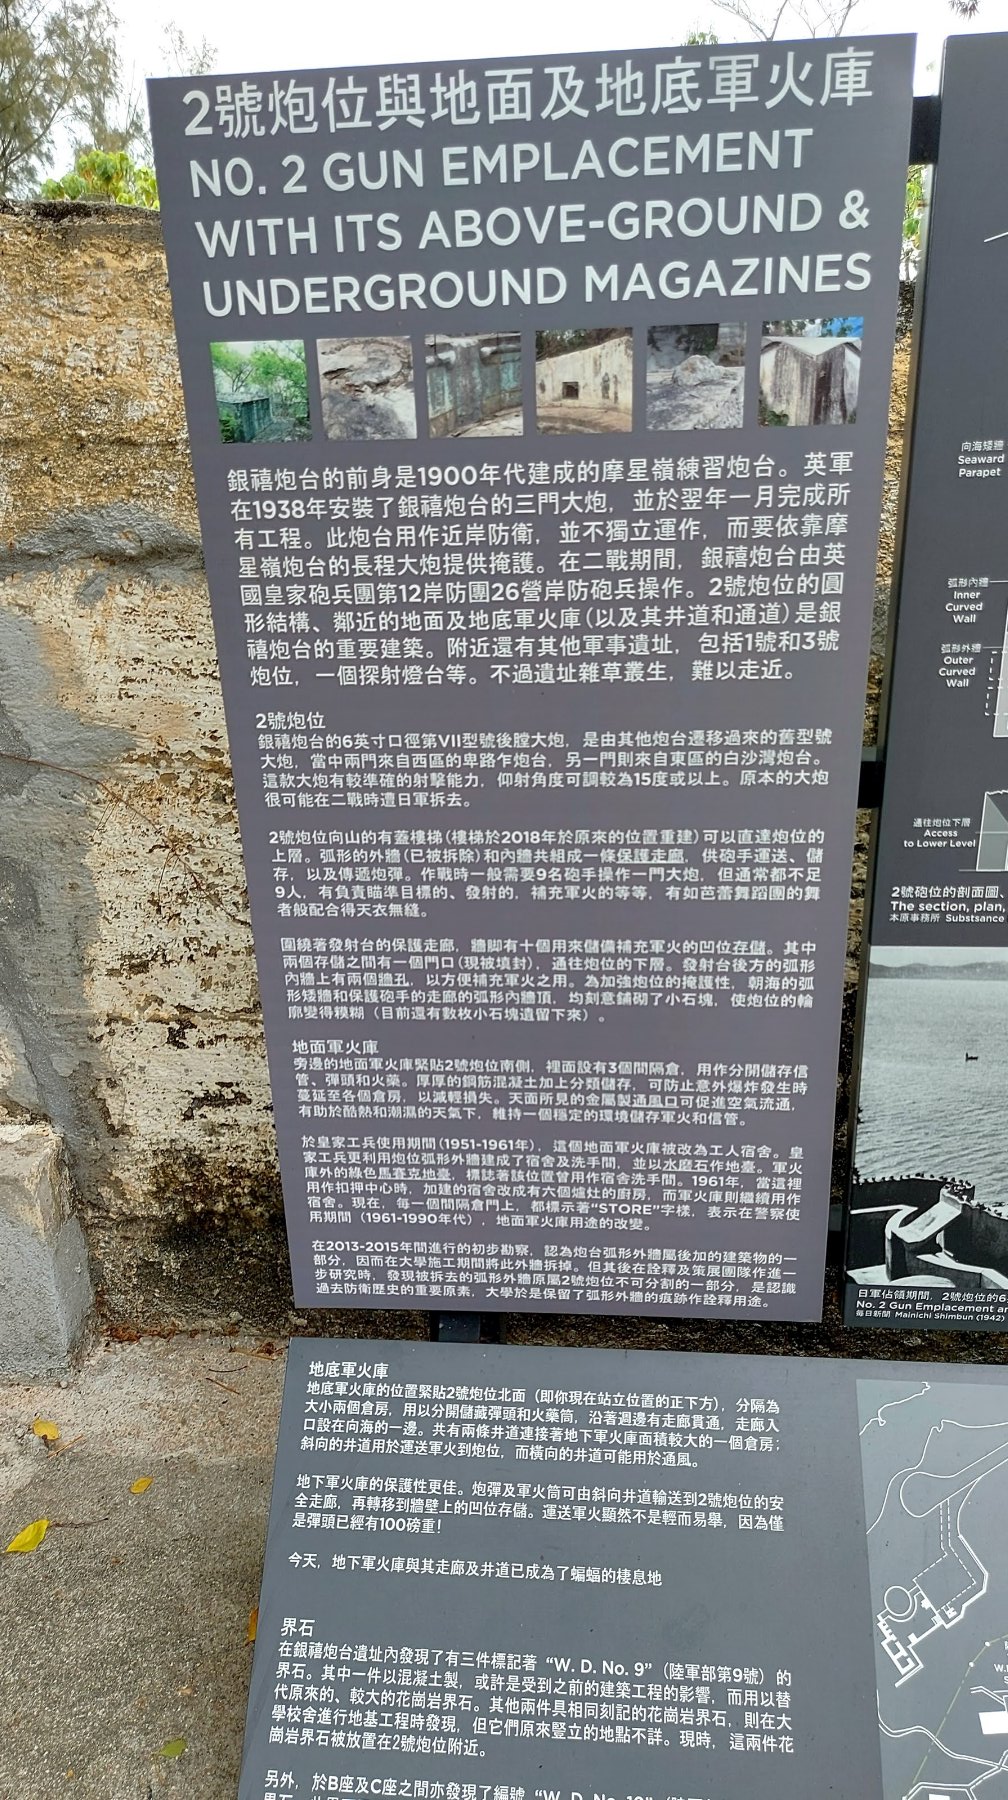 2號炮位與地面及地底軍火庫
NO. 2 GUN EMPLACEMENT
WITH ITS ABOVE-GROUND &
UNDERGROUND MAGAZINES
銀禧炮台的前身是1900年代建成的摩星嶺練習炮台。英軍
在1938年安裝了銀禧炮台的三門大炮，並於翌年一月完成所
有工程。此炮台用作近岸防衛，並不獨立運作，而要依靠摩
星嶺炮台的長程大炮提供掩護。在二戰期間，銀禧炮台由英
國皇家砲兵團第12岸防團26營岸防砲兵操作。2號炮位的圓
形結構、鄰近的地面及地底軍火庫（以及其井道和通道）是銀
禧炮台的重要建築。附近還有其他軍事遺址，包括1號和3號
炮位，一個探射燈台等。不過遺址雜草叢生，難以走近。
2號炮位
銀禧炮台的6英寸口徑第VII型號後膛大炮，是由其他炮台遷移過來的舊型號
大炮，當中兩門來自西區的卑路乍炮台，另一門則來自東區的白沙灣炮台。
這款大炮有較準確的射擊能力，仰射角度可調較為15度或以上。原本的大炮
很可能在二戰時遭日軍拆去。
2號炮位向山的有蓋樓梯（樓梯於2018年於原來的位置重建）可以直達炮位的
上層。弧形的外牆（已被拆除）和內牆共組成一條保護走廊，供砲手運送、儲
存，以及傳遞炮彈。作戰時一般需要9名砲手操作一門大炮，但通常都不足
9人，有負責瞄準目標的、發射的，補充軍火的等等，有如芭蕾舞蹈團的舞
者般配合得天衣無縫。
圍繞著發射台的保護走廊，牆脚有十個用來儲備補充軍火的凹位存儲。其中
兩個存儲之間有一個門口（現被填封），通往炮位的下層。發射台後方的弧形
內牆上有兩個牆孔，以方便補充軍火之用。為加強炮位的掩護性，朝海的弧
形矮牆和保護砲手的走廊的弧形內牆頂，均刻意鋪砌了小石塊，使炮位的輪
廓變得模糊（目前還有數枚小石塊遺留下來）。
地面軍火庫
旁邊的地面軍火庫緊貼2號炮位南側，裡面設有3個間隔倉，用作分開儲存信
管、彈頭和火藥。厚厚的鋼筋混凝土加上分類儲存，可防止意外爆炸發生時
蔓延至各個倉房，以減輕損失。天面所見的金屬製通風口可促進空氣流通，
有助於酷熱和潮濕的天氣下，維持一個穩定的環境儲存軍火和信管。
於皇家工兵使用期間（1951-1961年），這個地面軍火庫被改為工人宿舍。皇
家工兵更利用炮位弧形外牆建成了宿舍及洗手間，並以水磨石作地臺。軍火
庫外的綠色馬賽克地臺，標誌著該位置曾用作宿舍洗手間。1961年，當這裡
用作扣押中心時，加建的宿舍改成有六個爐灶的廚房，而軍火庫則繼續用作
宿舍。現在，每一個間隔倉門上，都標示著“STORE”字樣，表示在警察使
用期間（1961-1990年代），地面軍火庫用途的改變。
在2013-2015年間進行的初步勘察，認為炮台弧形外牆屬後加的建築物的一
部分，因而在大學施工期間將此外牆拆掉。但其後在詮釋及策展團隊作進一
步研究時，發現被拆去的弧形外牆原屬2號炮位不可分割的一部分，是認識
過去防衛歷史的重要原素，大學於是保留了弧形外牆的痕跡作詮釋用途。
地底軍火庫
地底軍火庫的位置緊貼2號炮位北面（即你現在站立位置的正下方），分隔為
大小兩個倉房，用以分開儲藏彈頭和火藥筒，沿著週邊有走廊貫通，走廊入
口設在向海的一邊。共有兩條井道連接著地下軍火庫面積較大的一個倉房；
斜向的井道用於運送軍火到炮位，而橫向的井道可能用於通風。
地下軍火庫的保護性更佳。炮彈及軍火筒可由斜向井道輸送到2號炮位的安
全走廊，再轉移到牆壁上的凹位存儲。運送軍火顯然不是輕而易舉，因為僅
是彈頭已經有100磅重！
今天，地下軍火庫與其走廊及井道已成為了蝙蝠的棲息地
界石
在銀禧炮台遺址內發現了有三件標記著“W. D. No. 9”（陸軍部第9號）的
界石。其中一件以混凝土製，或許是受到之前的建築工程的影響，而用以替
代原來的、較大的花崗岩界石。其他兩件具相同刻記的花崗岩界石，則在大
學校舍進行地基工程時發現，但它們原來豎立的地點不詳。現時，這兩件花
崗岩界石被放置在2號炮位附近。
另外，於B座及C座之間亦發現了編號“W. D. No. 10”
向海矮牆
Seaward
Parapet
弧形內牆
Inner
Curved
Wall
弧形外牆
Outer
Curved
Wall
通往炮位下層
Access
to Lower Level
2號砲位的剖面圖、
The section, plan,
本原事務所 Substance
日軍佔領期間，2號炮位的6
No. 2 Gun Emplacement a
每日新聞 Mainichi Shimbun (1942)